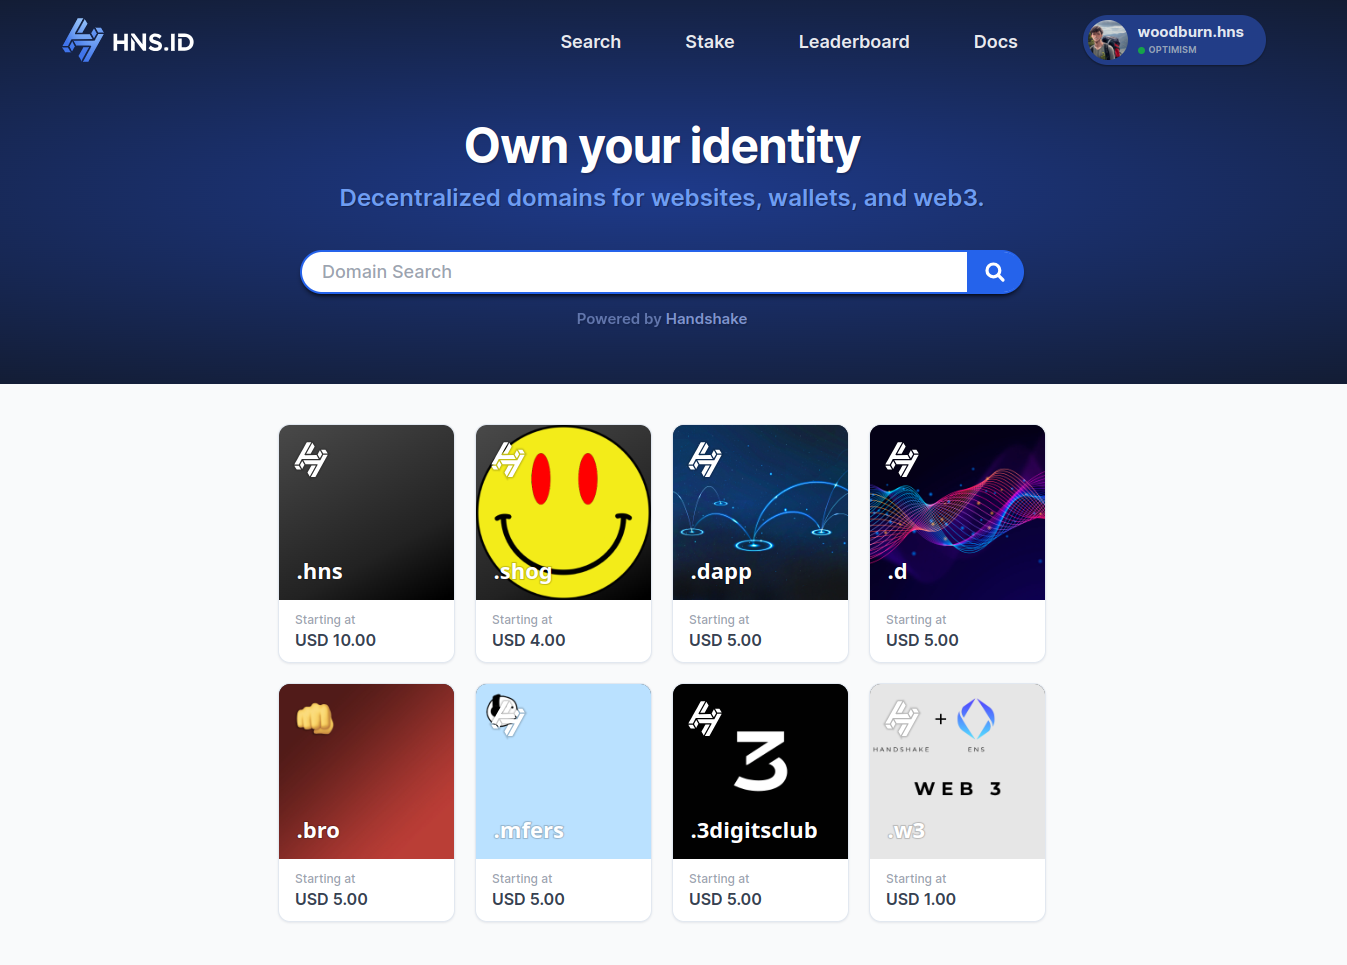 HNS.ID
Search
Stake
Leaderboard
Docs
woodburn.hns
OPTIMISM
Own your identity
Decentralized domains for websites, wallets, and web3.
Domain Search
Powered by Handshake
.hns
Starting at
USD 10.00
.shog
Starting at
USD 4.00
.dapp
Starting at
USD 5.00
.d
Starting at
USD 5.00
.bro
Starting at
USD 5.00
.mfers
Starting at
USD 5.00
3
.3digitsclub
Starting at
USD 5.00
+
HANDSHAKE
ENS
WEB 3
.w3
Starting at
USD 1.00